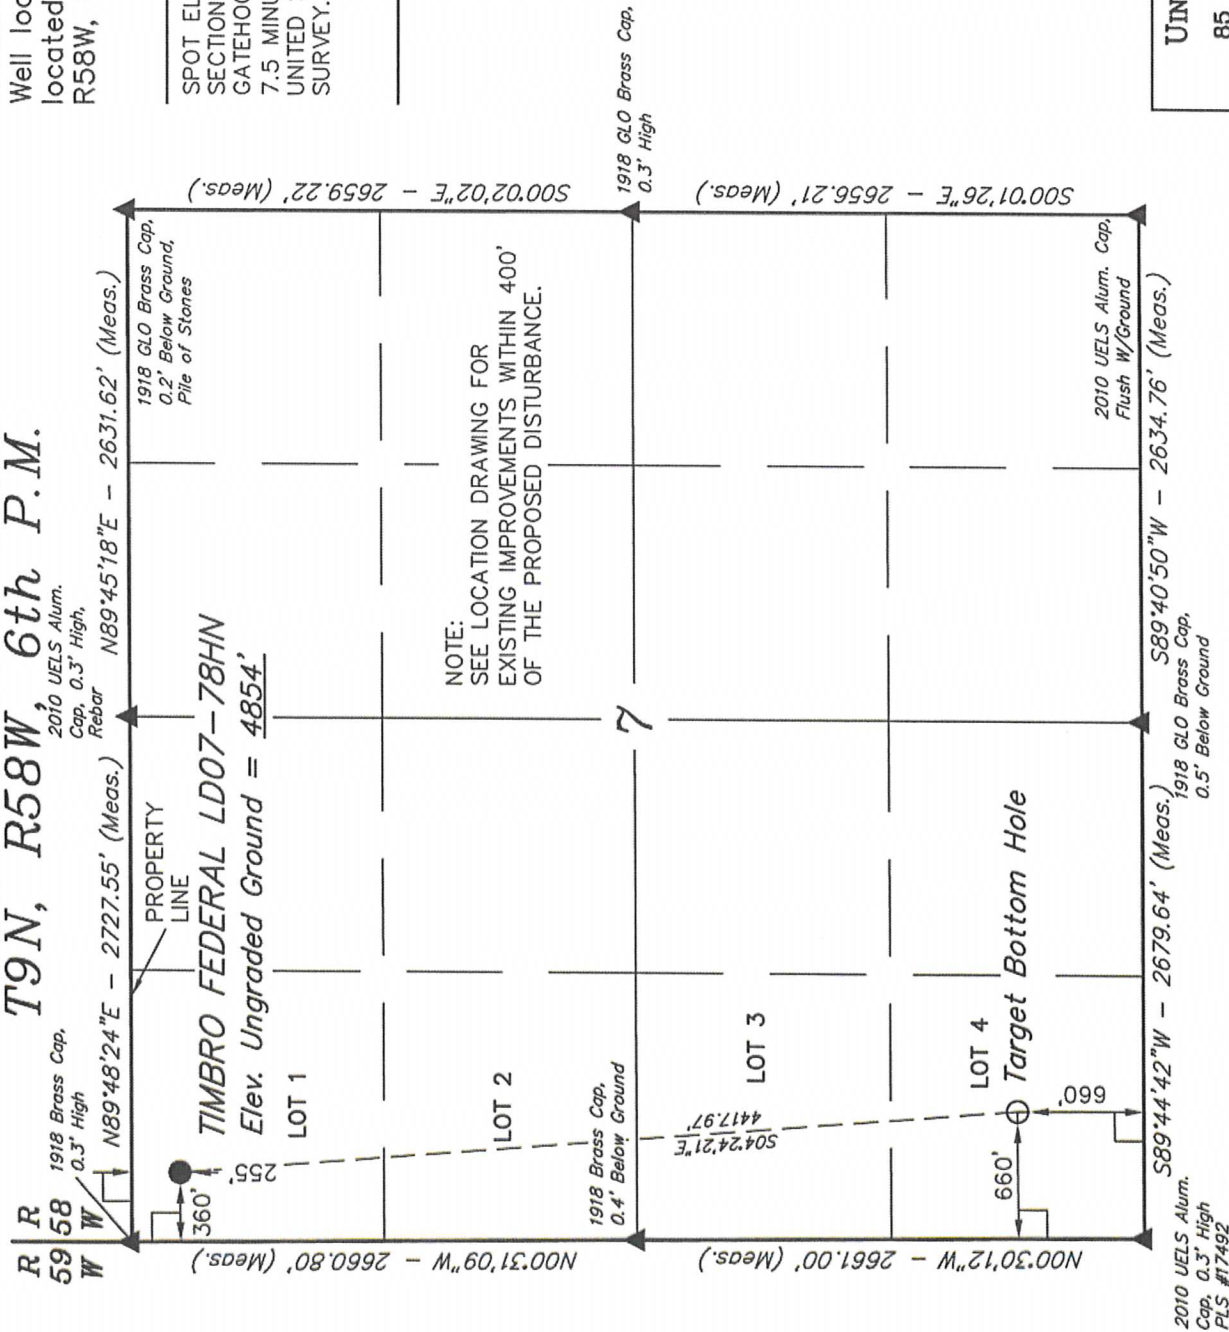 T9N, R58W, 6th P.M.
R R
59 58
W W
1918 Brass Cap,
0.3' High
N89°48'24"E - 2727.55' (Meas.)
2010 UELS Alum.
Cap, 0.3' High,
Rebar
N89°45'18"E - 2631.62' (Meas.)
1918 GLO Brass Cap,
0.2' Below Ground,
Pile of Stones
PROPERTY
LINE
TIMBRO FEDERAL LD07-78HN
Elev. Ungraded Ground = 4854'
360'
255'
LOT 1
LOT 2
NOTE:
SEE LOCATION DRAWING FOR
EXISTING IMPROVEMENTS WITHIN 400'
OF THE PROPOSED DISTURBANCE.
N00°31'09"W - 2660.80' (Meas.)
S00°02'02"E - 2659.22' (Meas.)
1918 Brass Cap,
0.4' Below Ground
7
1918 GLO Brass Cap,
0.3' High
S04°24'21"E
4417.97'
LOT 3
LOT 4
Target Bottom Hole
660'
660'
N00°30'12"W - 2661.00' (Meas.)
S00°01'26"E - 2656.21' (Meas.)
2010 UELS Alum. Cap,
Flush W/Ground
2010 UELS Alum.
Cap, 0.3' High
PLS #17492
S89°44'42"W - 2679.64' (Meas.)
1918 GLO Brass Cap,
0.5' Below Ground
S89°40'50"W - 2634.76' (Meas.)
Well loc
located
R58W,
SPOT EL
SECTION
GATEHOO
7.5 MINU
UNITED
SURVEY.
UIN
85